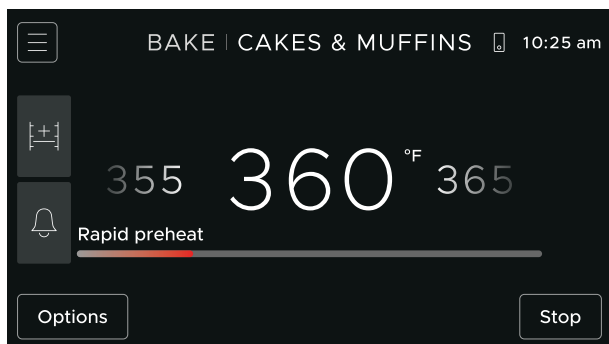 BAKE | CAKES & MUFFINS 10:25 am
355 360 °F 365
Rapid preheat
Options Stop